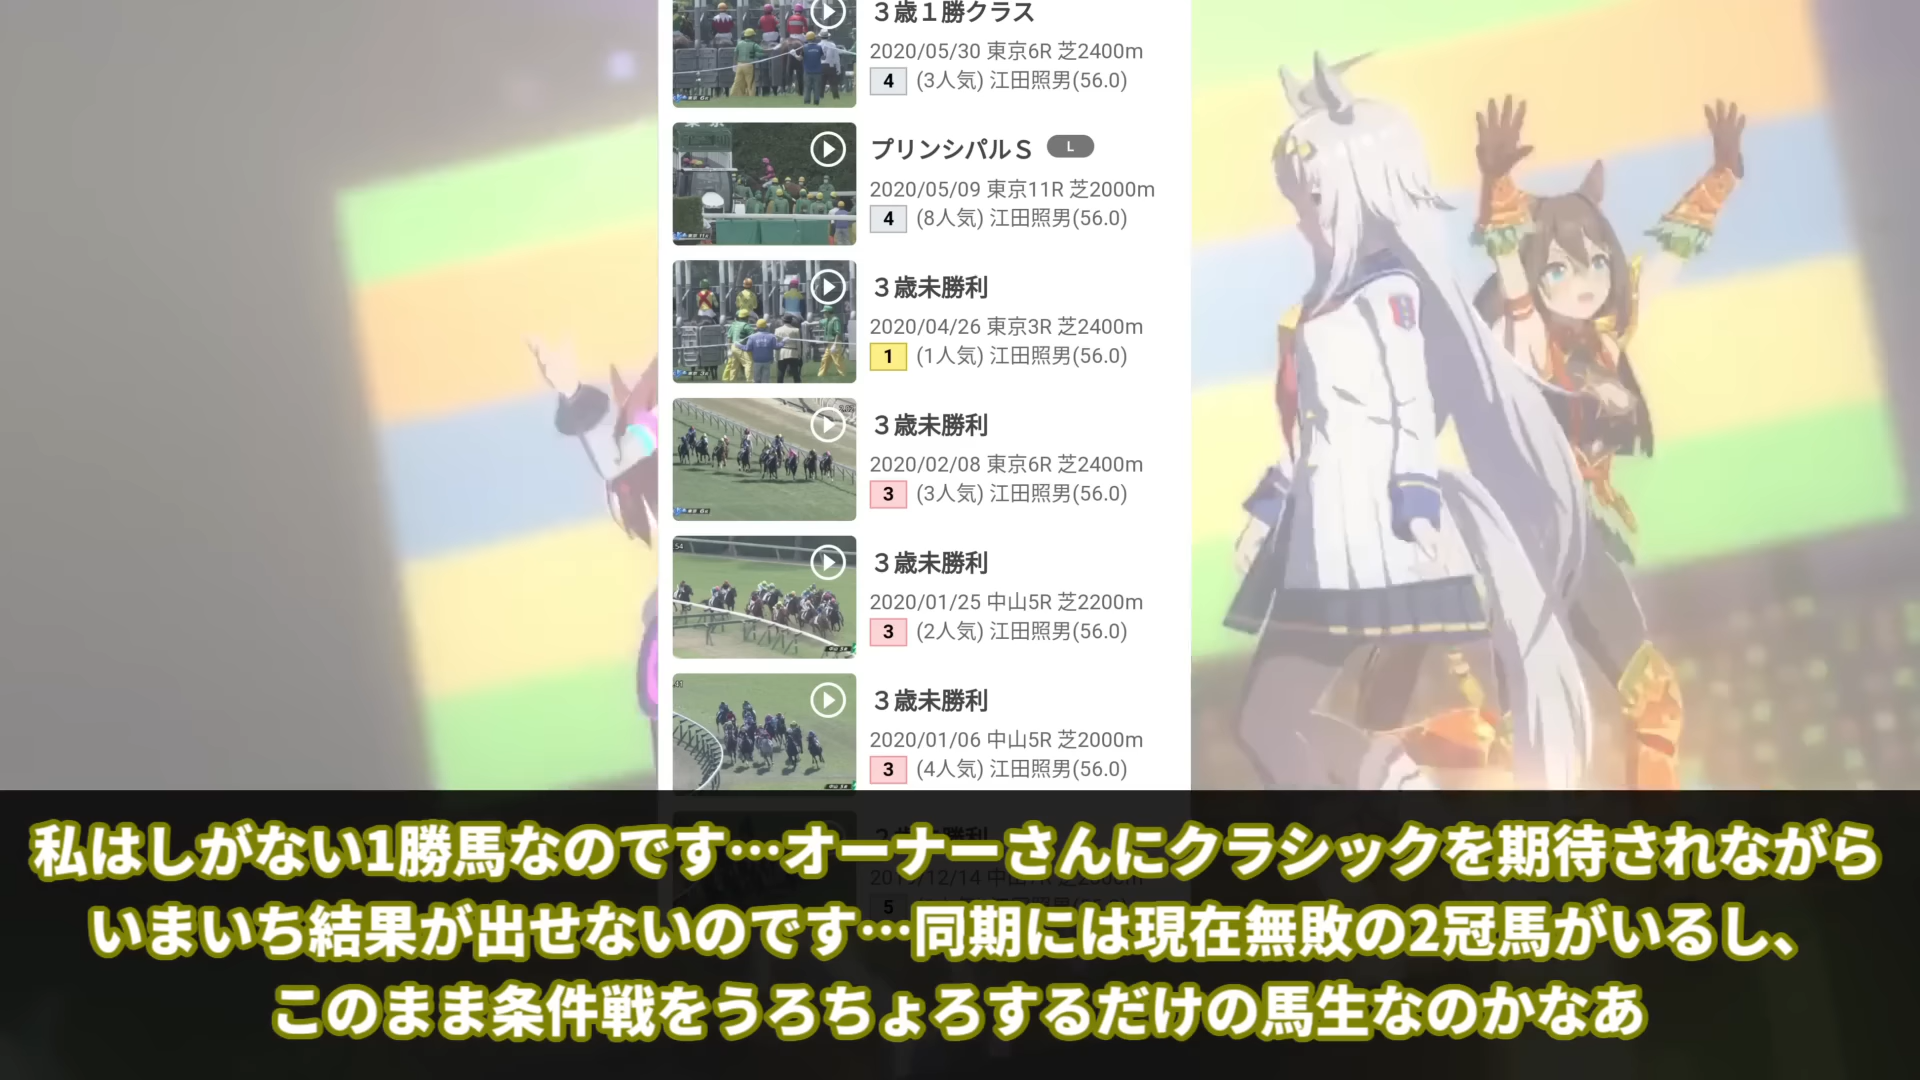 ３歳１勝クラス
2020/05/30 東京6R 芝2400m
4 (3人気) 江田照男(56.0)
プリンシパルＳ L
2020/05/09 東京11R 芝2000m
4 (8人気) 江田照男(56.0)
３歳未勝利
2020/04/26 東京3R 芝2400m
1 (1人気) 江田照男(56.0)
３歳未勝利
2020/02/08 東京6R 芝2400m
3 (3人気) 江田照男(56.0)
３歳未勝利
2020/01/25 中山5R 芝2200m
3 (2人気) 江田照男(56.0)
３歳未勝利
2020/01/06 中山5R 芝2000m
3 (4人気) 江田照男(56.0)
私はしがない1勝馬なのです…オーナーさんにクラシックを期待されながら
いまいち結果が出せないのです…同期には現在無敗の2冠馬がいるし、
このまま条件戦をうろちょろするだけの馬生なのかなあ